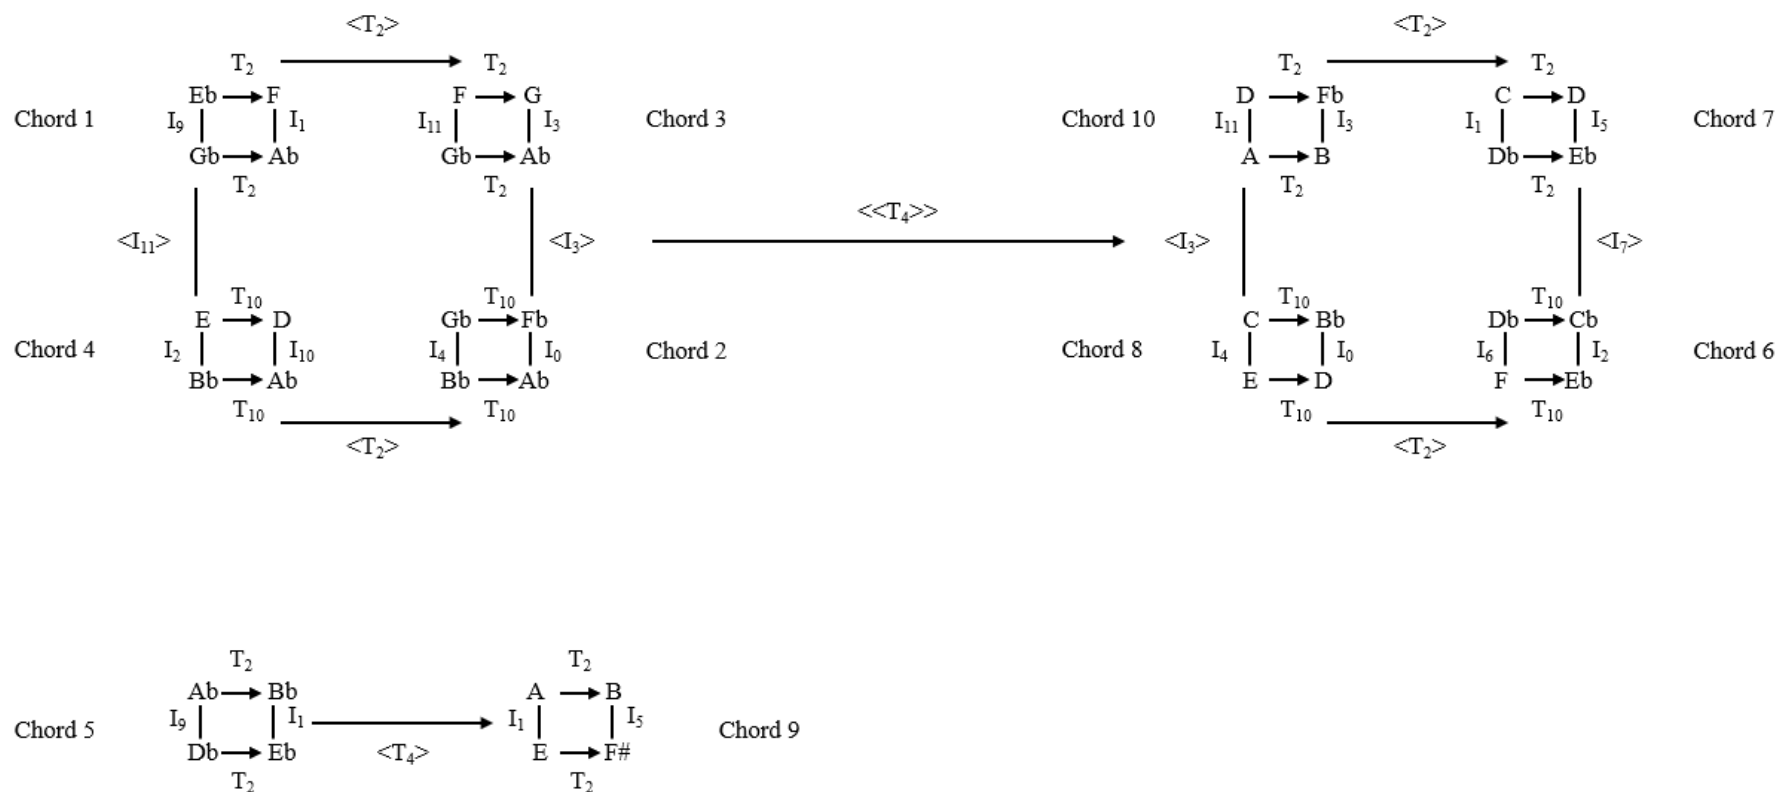 <T₂> <T₂>
T₂ T₂ T₂ T₂
Eb F F G D Fb C D
Chord 1 I₉ I₁ I₁₁ I₃ Chord 3 Chord 10 I₁₁ I₃ I₁ I₅ Chord 7
Gb Ab Gb Ab A B Db Eb
T₂ T₂ T₂ T₂
<<T₄>>
<I₁₁> <I₃> <I₃> <I₇>
T₁₀ T₁₀ T₁₀ T₁₀
E D Gb Fb C Bb Db Cb
Chord 4 I₂ I₁₀ I₄ I₀ Chord 2 Chord 8 I₄ I₀ I₆ I₂ Chord 6
Bb Ab Bb Ab E D F Eb
T₁₀ T₁₀ T₁₀ T₁₀
<T₂> <T₂>
T₂ T₂
Ab Bb A B
Chord 5 I₉ I₁ I₁ I₅ Chord 9
Db Eb <T₄> E F#
T₂ T₂